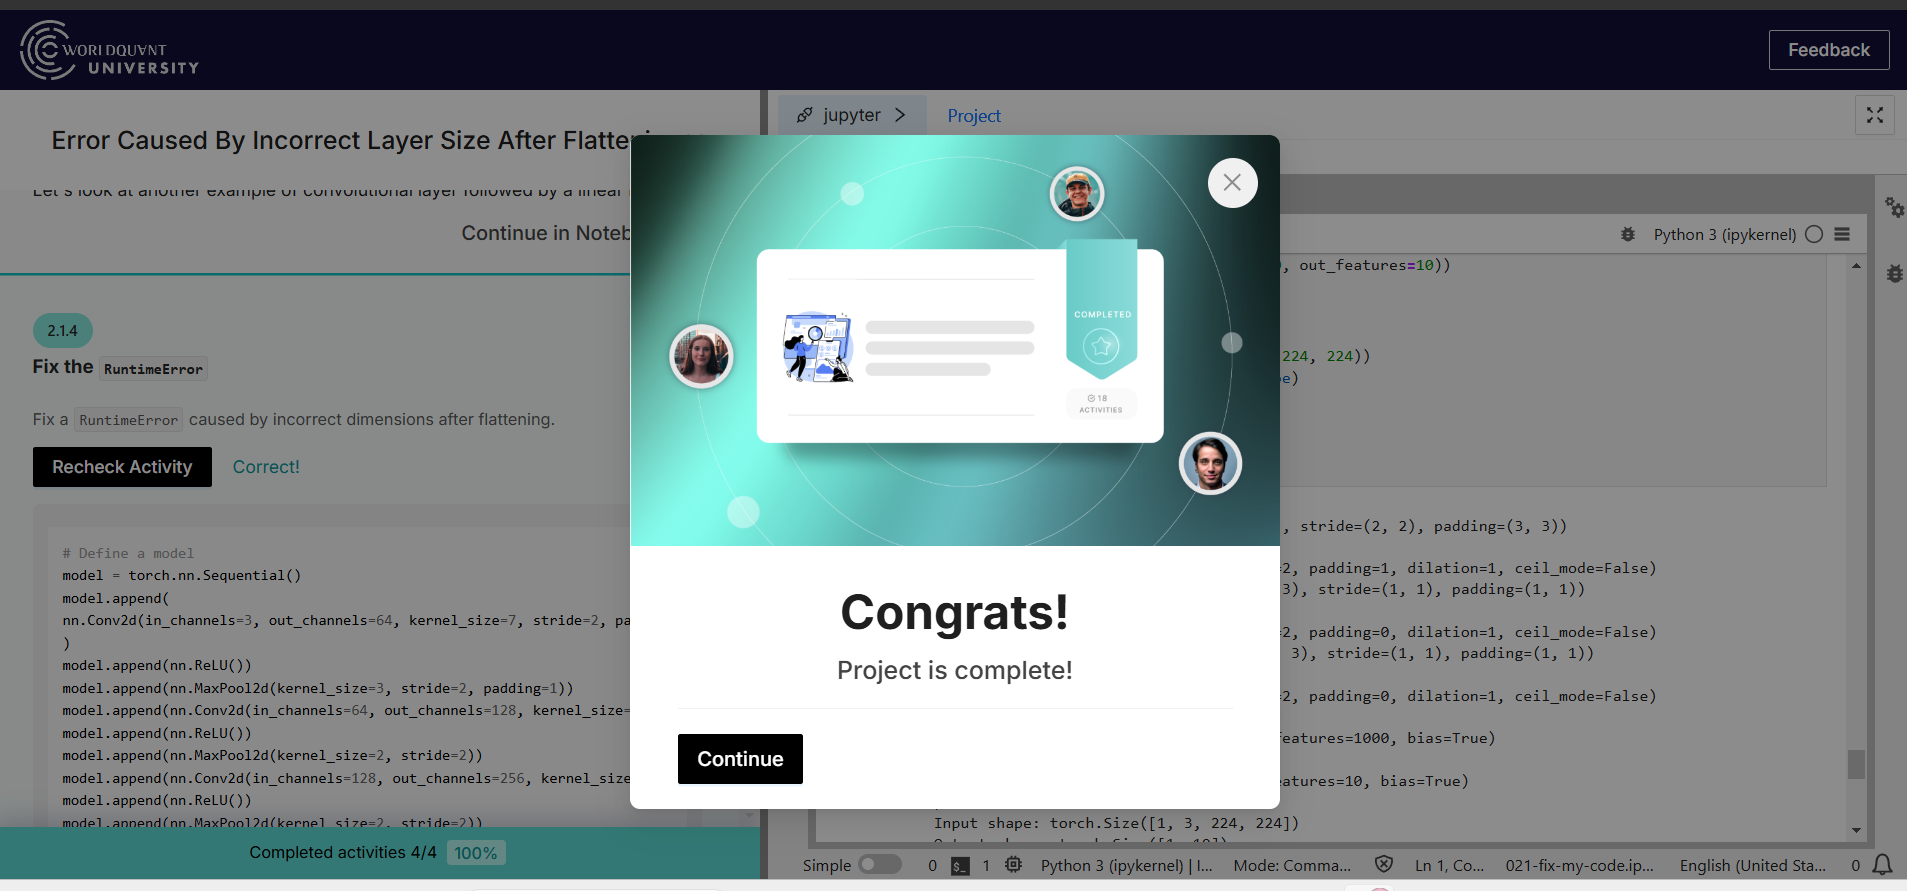 WORLDQUANT
UNIVERSITY
Feedback
Error Caused By Incorrect Layer Size After
Let's look at another example of convolutional layer followed by a linear
Continue in
2.1.4
Fix the RuntimeError
Fix a RuntimeError caused by incorrect dimensions after flattening.
Recheck Activity Correct!
# Define a model
model = torch.nn.Sequential()
model.append(
nn.Conv2d(in_channels=3, out_channels=64, kernel_size=7, stride=2, pa
)
model.append(nn.ReLU())
model.append(nn.MaxPool2d(kernel_size=3, stride=2, padding=1))
model.append(nn.Conv2d(in_channels=64, out_channels=128, kernel_size=
model.append(nn.ReLU())
model.append(nn.MaxPool2d(kernel_size=2, stride=2))
model.append(nn.Conv2d(in_channels=128, out_channels=256, kernel_size
model.append(nn.ReLU())
model.append(nn.MaxPool2d(kernel_size=2, stride=2))
Completed activities 4/4 100%
jupyter Project
Python 3 (ipykernel)
, out_features=10))
224, 224))
e)
, stride=(2, 2), padding=(3, 3))
2, padding=1, dilation=1, ceil_mode=False)
3), stride=(1, 1), padding=(1, 1))
2, padding=0, dilation=1, ceil_mode=False)
3), stride=(1, 1), padding=(1, 1))
2, padding=0, dilation=1, ceil_mode=False)
eatures=1000, bias=True)
atures=10, bias=True)
Input shape: torch.Size([1, 3, 224, 224])
COMPLETED
18
ACTIVITIES
Congrats!
Project is complete!
Continue
Simple 0 $_ 1 Python 3 (ipykernel) | I... Mode: Comma... Ln 1, Co... 021-fix-my-code.ip... English (United Sta... 0